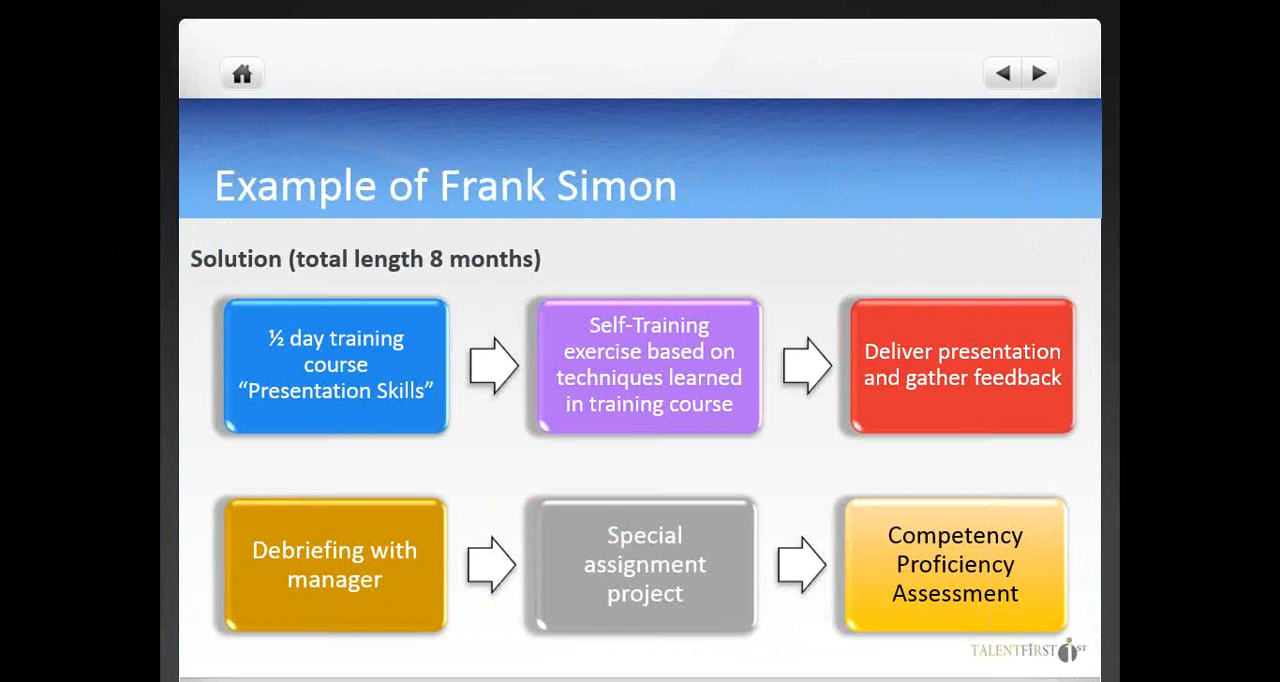 Example of Frank Simon
Solution (total length 8 months)
½ day training
course
“Presentation Skills”
Self-Training
exercise based on
techniques learned
in training course
Deliver presentation
and gather feedback
Debriefing with
manager
Special
assignment
project
Competency
Proficiency
Assessment
TALENTFiRST 1ST